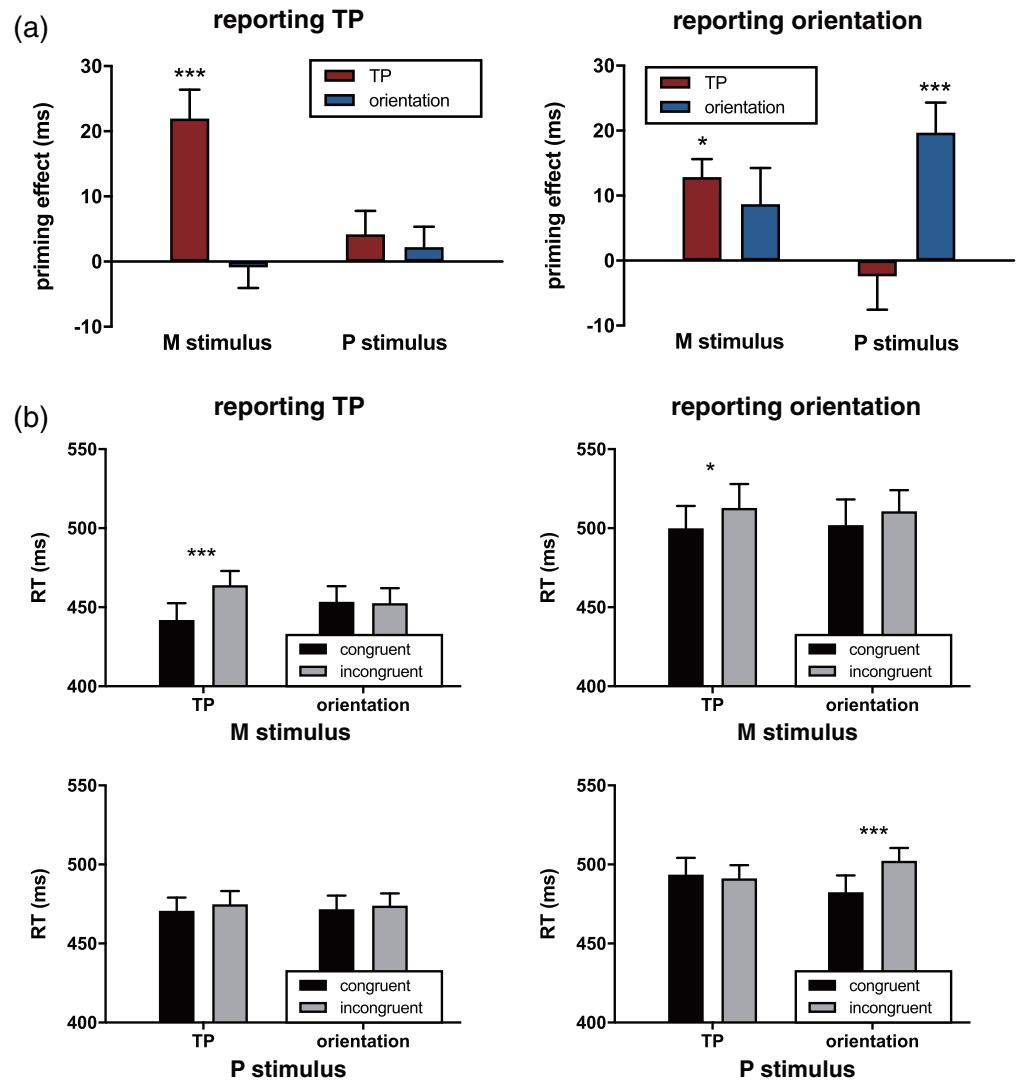 (a)
reporting TP
priming effect (ms)
30
20
10
0
-10
***
TP
orientation
M stimulus
P stimulus
reporting orientation
priming effect (ms)
30
20
10
0
-10
TP
orientation
*
***
M stimulus
P stimulus
(b)
reporting TP
RT (ms)
550
500
450
400
***
congruent
incongruent
TP
orientation
M stimulus
reporting orientation
RT (ms)
550
500
450
400
*
congruent
incongruent
TP
orientation
M stimulus
RT (ms)
550
500
450
400
congruent
incongruent
TP
orientation
P stimulus
RT (ms)
550
500
450
400
***
congruent
incongruent
TP
orientation
P stimulus